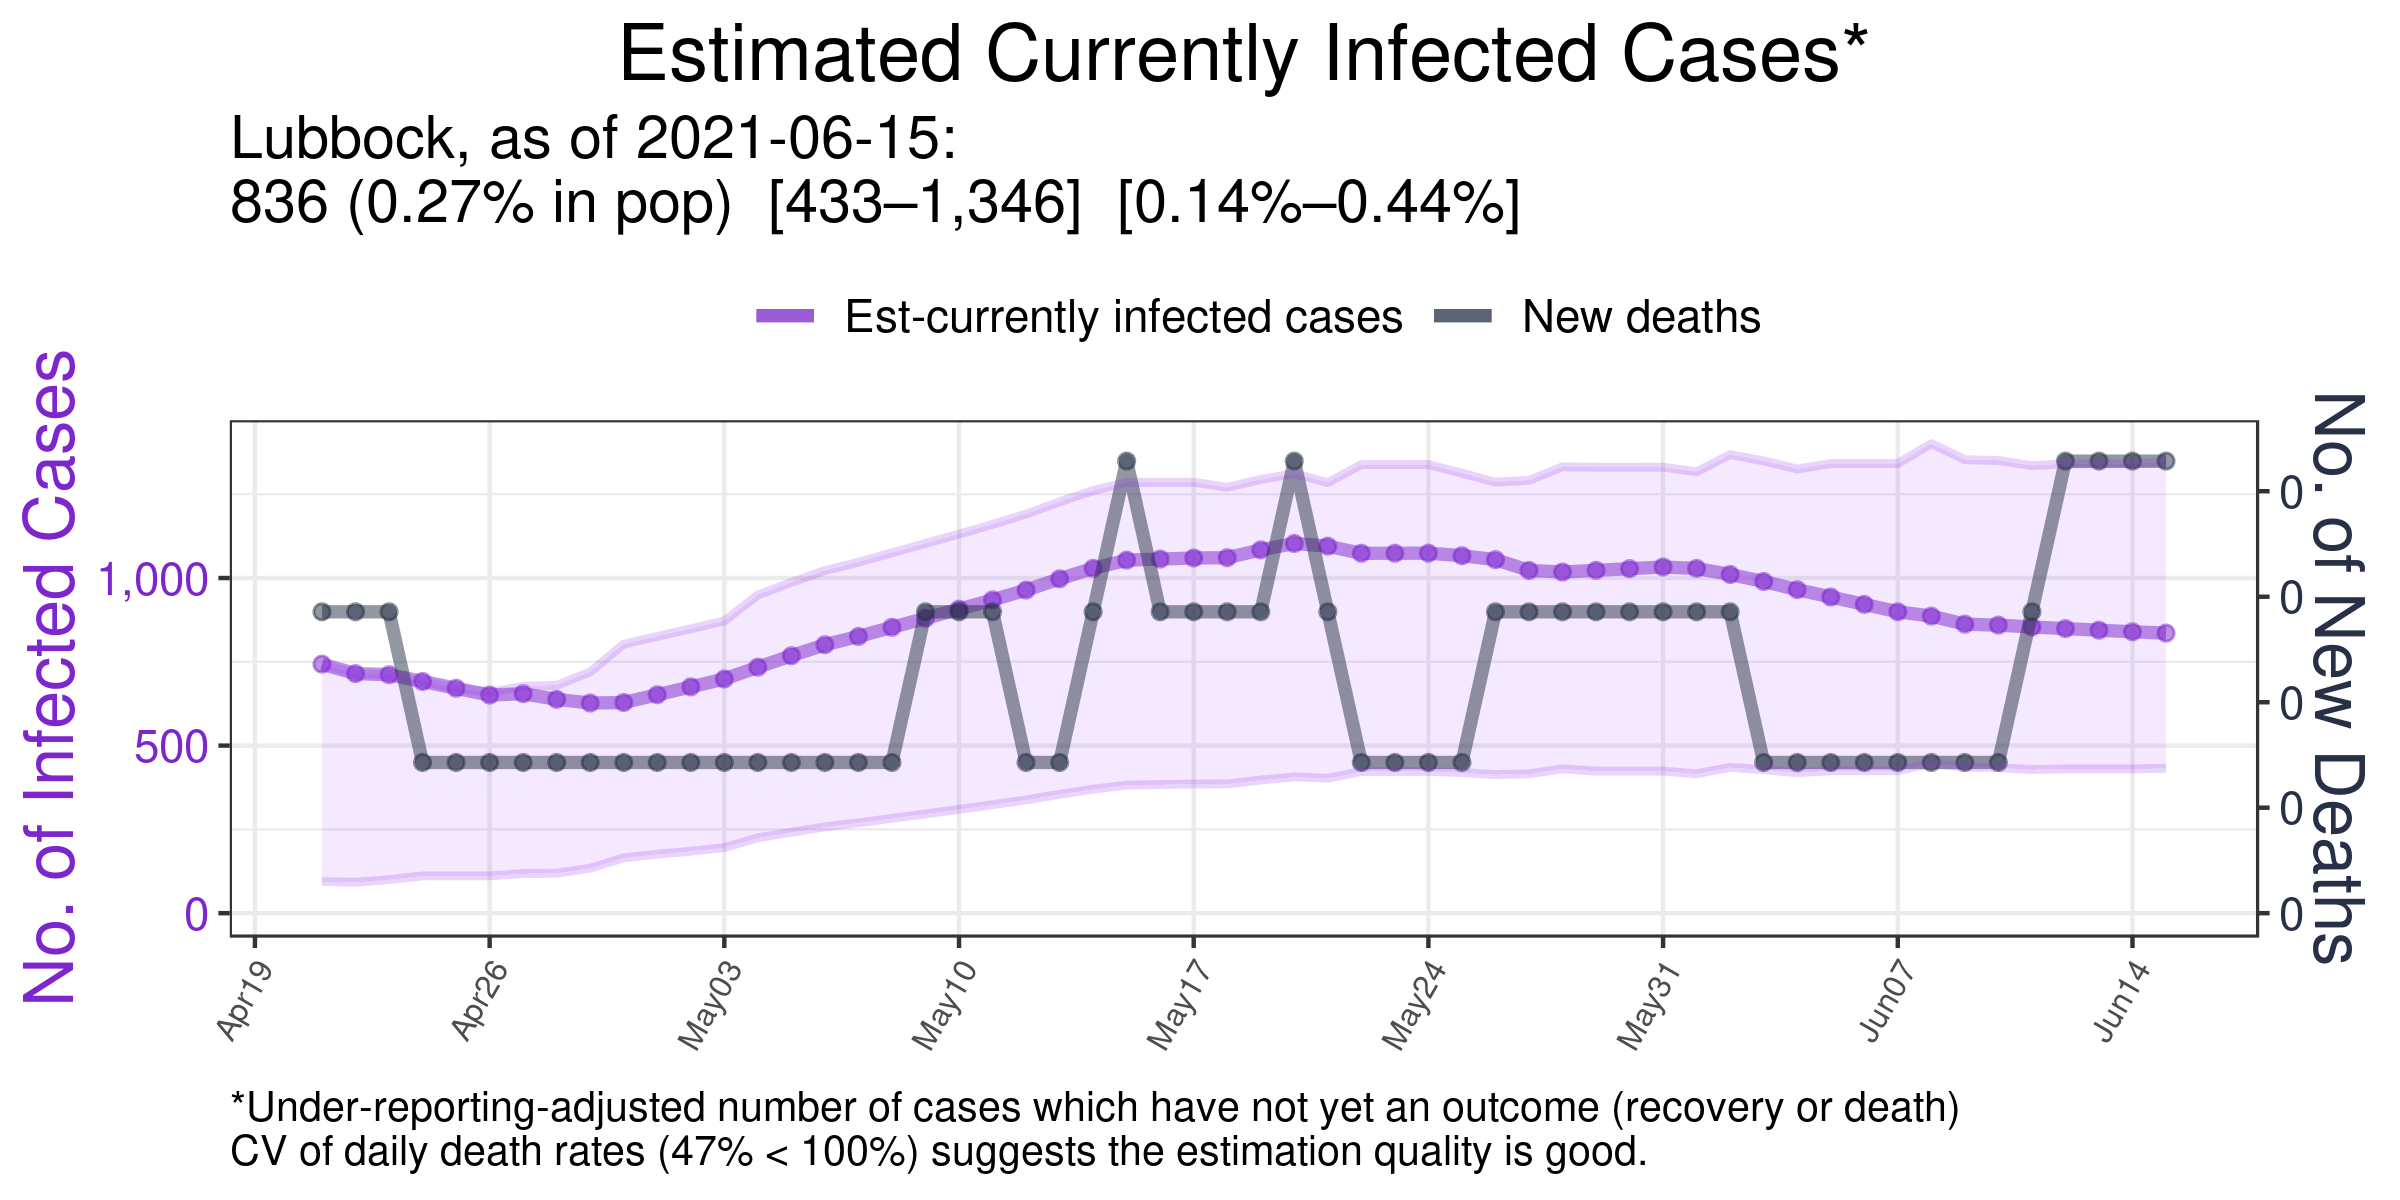 Estimated Currently Infected Cases*
Lubbock, as of 2021-06-15:
836 (0.27% in pop)  [433–1,346]  [0.14%–0.44%]
Est-currently infected cases
New deaths
No. of Infected Cases
1,000
500
0
No. of New Deaths
0
0
0
0
0
Apr19
Apr26
May03
May10
May17
May24
May31
Jun07
Jun14
*Under-reporting-adjusted number of cases which have not yet an outcome (recovery or death)
CV of daily death rates (47% < 100%) suggests the estimation quality is good.